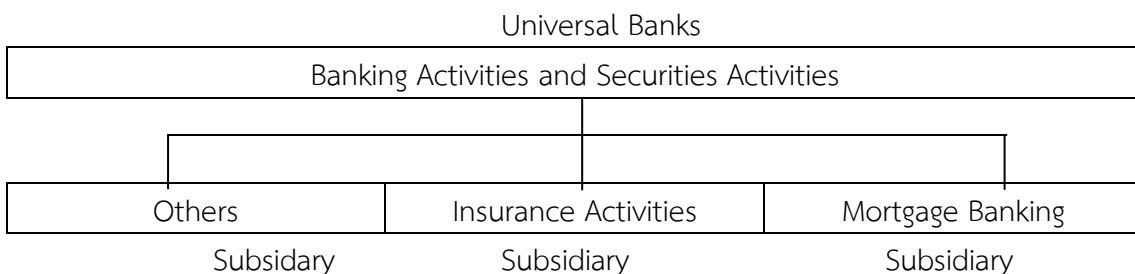 Universal Banks
Banking Activities and Securities Activities
Others Insurance Activities Mortgage Banking
Subsidary Subsidiary Subsidiary